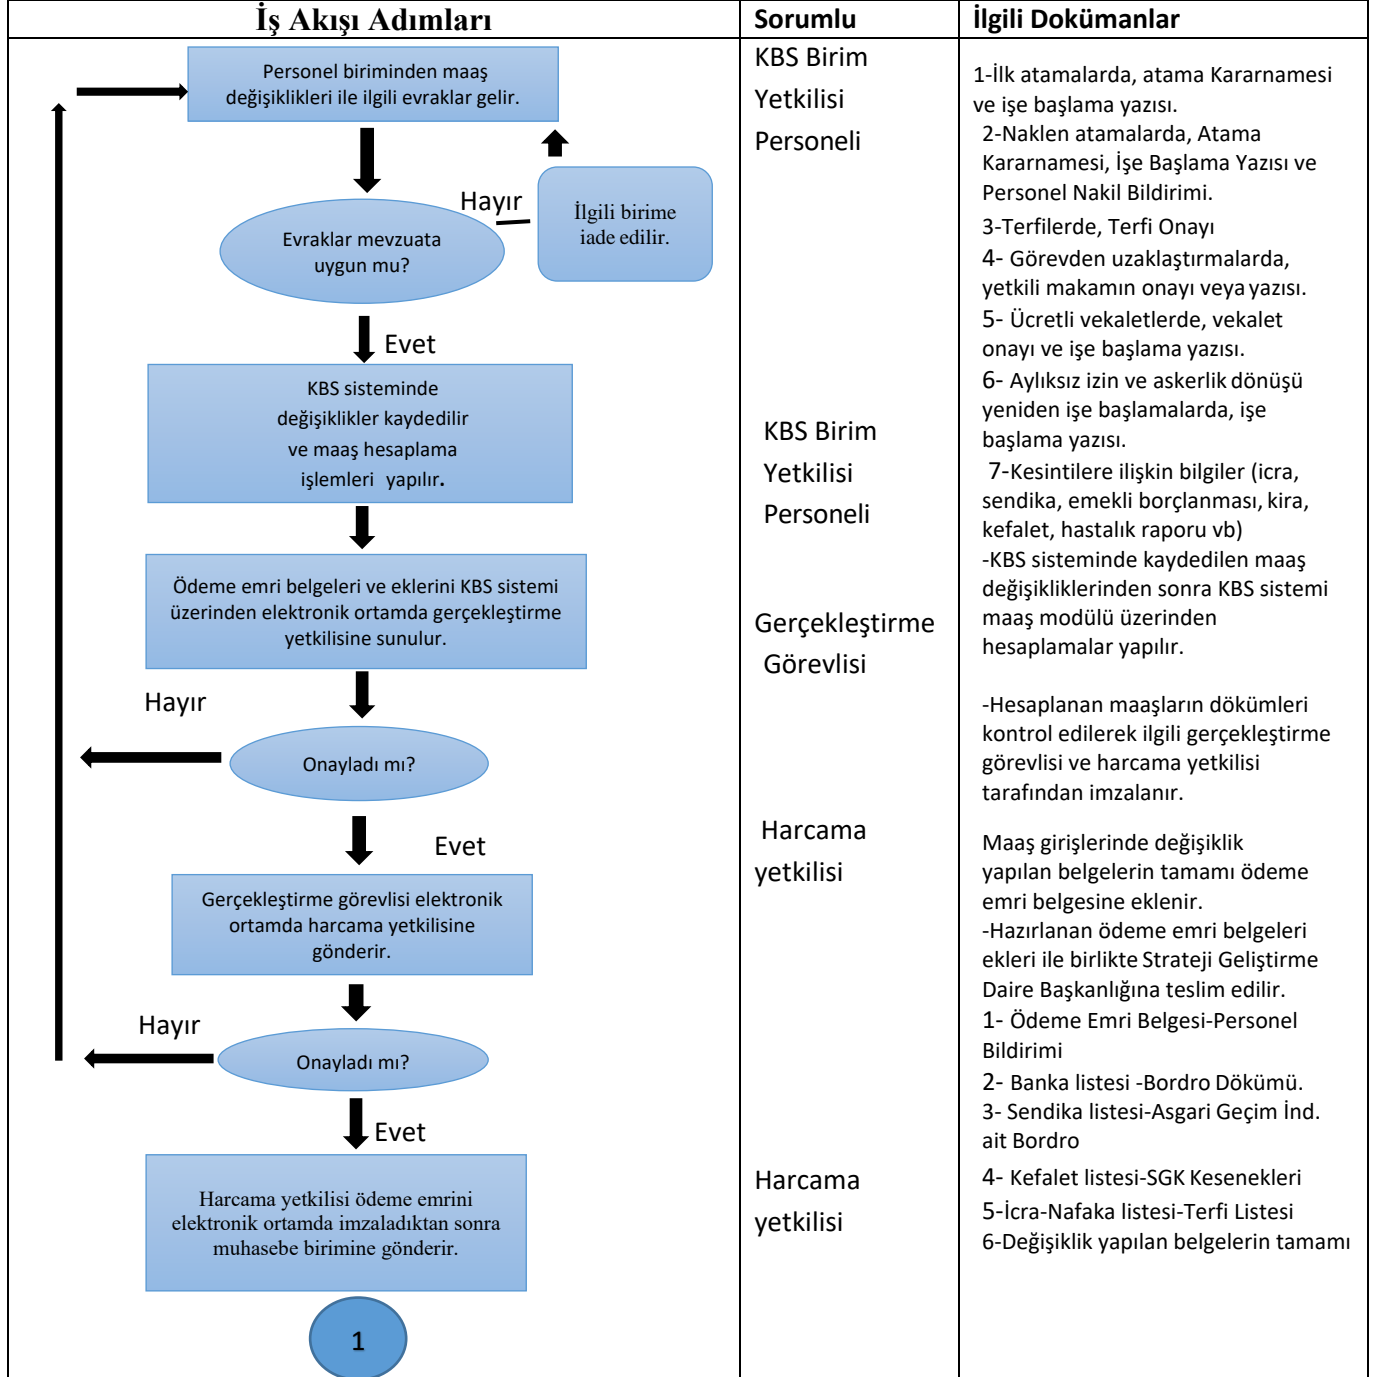 İş Akışı Adımları
Sorumlu
İlgili Dokümanlar
Personel biriminden maaş
değişiklikleri ile ilgili evraklar gelir.
Hayır
İlgili birime
iade edilir.
Evraklar mevzuata
uygun mu?
Evet
KBS sisteminde
değişiklikler kaydedilir
ve maaş hesaplama
işlemleri yapılır.
Ödeme emri belgeleri ve eklerini KBS sistemi
üzerinden elektronik ortamda gerçekleştirme
yetkilisine sunulur.
Hayır
Onayladı mı?
Evet
Gerçekleştirme görevlisi elektronik
ortamda harcama yetkilisine
gönderir.
Hayır
Onayladı mı?
Evet
Harcama yetkilisi ödeme emrini
elektronik ortamda imzaladıktan sonra
muhasebe birimine gönderir.
1
KBS Birim
Yetkilisi
Personeli
KBS Birim
Yetkilisi
Personeli
Gerçekleştirme
Görevlisi
Harcama
yetkilisi
Harcama
yetkilisi
1-İlk atamalarda, atama Kararnamesi
ve işe başlama yazısı.
2-Naklen atamalarda, Atama
Kararnamesi, İşe Başlama Yazısı ve
Personel Nakil Bildirimi.
3-Terfilerde, Terfi Onayı
4- Görevden uzaklaştırmalarda,
yetkili makamın onayı veya yazısı.
5- Ücretli vekaletlerde, vekalet
onayı ve işe başlama yazısı.
6- Aylıksız izin ve askerlik dönüşü
yeniden işe başlamalarda, işe
başlama yazısı.
7-Kesintilere ilişkin bilgiler (icra,
sendika, emekli borçlanması, kira,
kefalet, hastalık raporu vb)
-KBS sisteminde kaydedilen maaş
değişikliklerinden sonra KBS sistemi
maaş modülü üzerinden
hesaplamalar yapılır.
-Hesaplanan maaşların dökümleri
kontrol edilerek ilgili gerçekleştirme
görevlisi ve harcama yetkilisi
tarafından imzalanır.
Maaş girişlerinde değişiklik
yapılan belgelerin tamamı ödeme
emri belgesine eklenir.
-Hazırlanan ödeme emri belgeleri
ekleri ile birlikte Strateji Geliştirme
Daire Başkanlığına teslim edilir.
1- Ödeme Emri Belgesi-Personel
Bildirimi
2- Banka listesi -Bordro Dökümü.
3- Sendika listesi-Asgari Geçim İnd.
ait Bordro
4- Kefalet listesi-SGK Kesenekleri
5-İcra-Nafaka listesi-Terfi Listesi
6-Değişiklik yapılan belgelerin tamamı